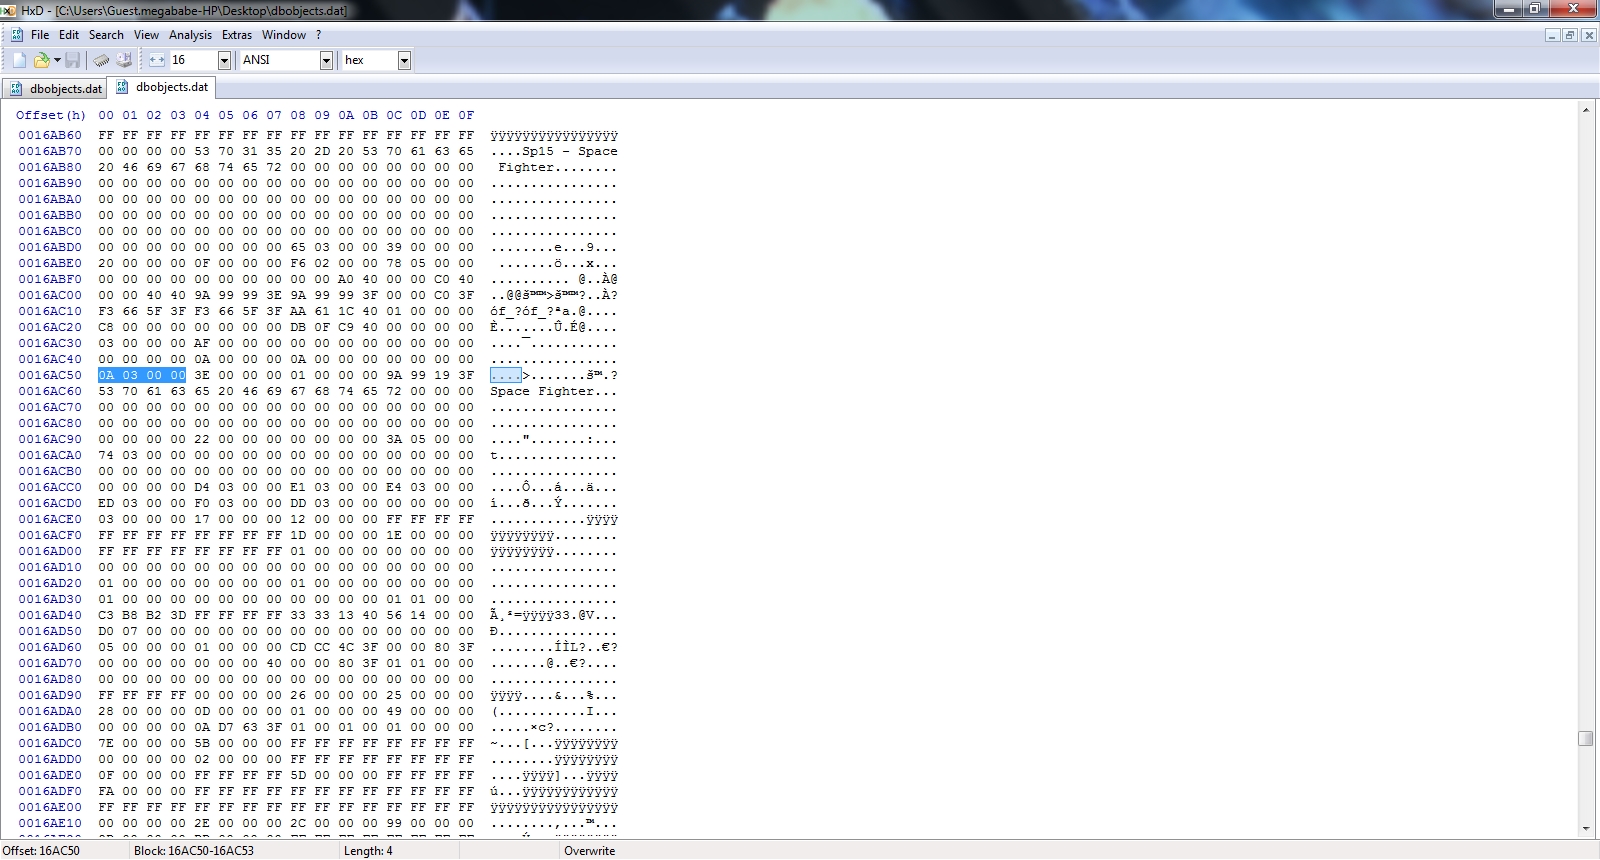 HxD - [C:\Users\Guest.megababe-HP\Desktop\dbobjects.dat]
File Edit Search View Analysis Extras Window ?
16 ANSI hex
dbobjects.dat dbobjects.dat
Offset(h) 00 01 02 03 04 05 06 07 08 09 0A 0B 0C 0D 0E 0F
0016AB60 FF FF FF FF FF FF FF FF FF FF FF FF FF FF FF FF ÿÿÿÿÿÿÿÿÿÿÿÿÿÿÿÿ
0016AB70 00 00 00 00 53 70 31 35 20 2D 20 53 70 61 63 65 ....Sp15 - Space
0016AB80 20 46 69 67 68 74 65 72 00 00 00 00 00 00 00 00 Fighter........
0016AB90 00 00 00 00 00 00 00 00 00 00 00 00 00 00 00 00 ................
0016ABA0 00 00 00 00 00 00 00 00 00 00 00 00 00 00 00 00 ................
0016ABB0 00 00 00 00 00 00 00 00 00 00 00 00 00 00 00 00 ................
0016ABC0 00 00 00 00 00 00 00 00 00 00 00 00 00 00 00 00 ................
0016ABD0 00 00 00 00 00 00 00 00 65 03 00 00 39 00 00 00 ........e...9...
0016ABE0 20 00 00 00 0F 00 00 00 F6 02 00 00 78 05 00 00 .......ö...x...
0016ABF0 00 00 00 00 00 00 00 00 00 00 A0 40 00 00 C0 40 .......... @..À@
0016AC00 00 00 40 40 9A 99 99 3E 9A 99 99 3F 00 00 C0 3F ..@@š™™>š™™?..À?
0016AC10 F3 66 5F 3F F3 66 5F 3F AA 61 1C 40 01 00 00 00 óf_?óf_?ªa.@....
0016AC20 C8 00 00 00 00 00 00 00 DB 0F C9 40 00 00 00 00 È.......Û.É@....
0016AC30 03 00 00 00 AF 00 00 00 00 00 00 00 00 00 00 00 ....¯...........
0016AC40 00 00 00 00 0A 00 00 00 0A 00 00 00 00 00 00 00 ................
0016AC50 0A 03 00 00 3E 00 00 00 01 00 00 00 9A 99 19 3F ....>.......š™.?
0016AC60 53 70 61 63 65 20 46 69 67 68 74 65 72 00 00 00 Space Fighter...
0016AC70 00 00 00 00 00 00 00 00 00 00 00 00 00 00 00 00 ................
0016AC80 00 00 00 00 00 00 00 00 00 00 00 00 00 00 00 00 ................
0016AC90 00 00 00 00 22 00 00 00 00 00 00 00 3A 05 00 00 ....".......:...
0016ACA0 74 03 00 00 00 00 00 00 00 00 00 00 00 00 00 00 t...............
0016ACB0 00 00 00 00 00 00 00 00 00 00 00 00 00 00 00 00 ................
0016ACC0 00 00 00 00 D4 03 00 00 E1 03 00 00 E4 03 00 00 ....Ô...á...ä...
0016ACD0 ED 03 00 00 F0 03 00 00 DD 03 00 00 00 00 00 00 í...ð...Ý.......
0016ACE0 03 00 00 00 17 00 00 00 12 00 00 00 FF FF FF FF ............ÿÿÿÿ
0016ACF0 FF FF FF FF FF FF FF FF 1D 00 00 00 1E 00 00 00 ÿÿÿÿÿÿÿÿ........
0016AD00 FF FF FF FF FF FF FF FF 01 00 00 00 00 00 00 00 ÿÿÿÿÿÿÿÿ........
0016AD10 00 00 00 00 00 00 00 00 00 00 00 00 00 00 00 00 ................
0016AD20 01 00 00 00 00 00 00 00 01 00 00 00 00 00 00 00 ................
0016AD30 01 00 00 00 00 00 00 00 00 00 00 00 01 01 00 00 ................
0016AD40 C3 B8 B2 3D FF FF FF FF 33 33 13 40 56 14 00 00 Ã¸²=ÿÿÿÿ33.@V...
0016AD50 D0 07 00 00 00 00 00 00 00 00 00 00 00 00 00 00 Ð...............
0016AD60 05 00 00 00 01 00 00 00 CD CC 4C 3F 00 00 80 3F ........ÍÌL?..€?
0016AD70 00 00 00 00 00 00 00 40 00 00 80 3F 01 01 00 00 .......@..€?....
0016AD80 00 00 00 00 00 00 00 00 00 00 00 00 00 00 00 00 ................
0016AD90 FF FF FF FF 00 00 00 00 26 00 00 00 25 00 00 00 ÿÿÿÿ....&...%...
0016ADA0 28 00 00 00 0D 00 00 00 01 00 00 00 49 00 00 00 (...........I...
0016ADB0 00 00 00 00 0A D7 63 3F 01 00 01 00 01 00 00 00 .....×c?........
0016ADC0 7E 00 00 00 5B 00 00 00 FF FF FF FF FF FF FF FF ~...[...ÿÿÿÿÿÿÿÿ
0016ADD0 00 00 00 00 02 00 00 00 FF FF FF FF FF FF FF FF ........ÿÿÿÿÿÿÿÿ
0016ADE0 0F 00 00 00 FF FF FF FF 5D 00 00 00 FF FF FF FF ....ÿÿÿÿ]...ÿÿÿÿ
0016ADF0 FA 00 00 00 FF FF FF FF FF FF FF FF FF FF FF FF ú...ÿÿÿÿÿÿÿÿÿÿÿÿ
0016AE00 FF FF FF FF FF FF FF FF FF FF FF FF FF FF FF FF ÿÿÿÿÿÿÿÿÿÿÿÿÿÿÿÿ
0016AE10 00 00 00 00 2E 00 00 00 2C 00 00 00 99 00 00 00 ........,...™...
Offset: 16AC50 Block: 16AC50-16AC53 Length: 4 Overwrite